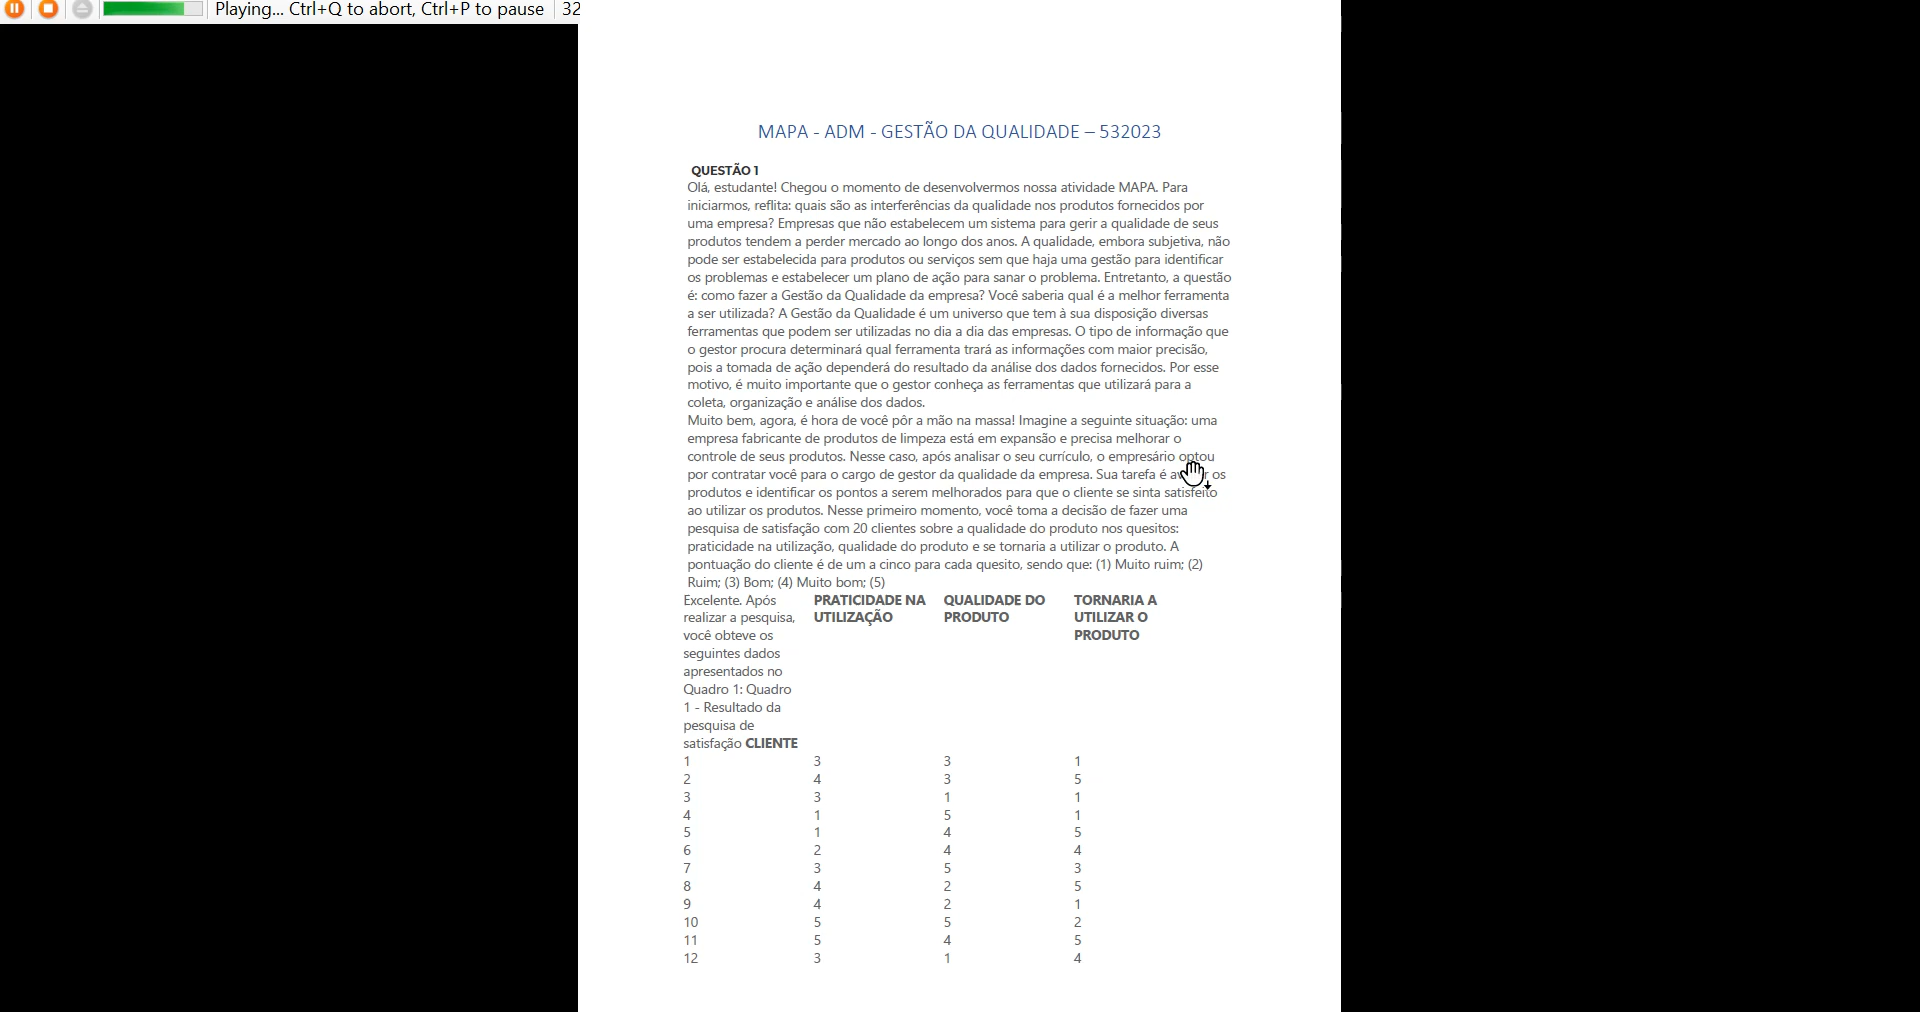 Playing... Ctrl+Q to abort, Ctrl+P to pause 32
MAPA - ADM - GESTÃO DA QUALIDADE – 532023
QUESTÃO 1
Olá, estudante! Chegou o momento de desenvolvermos nossa atividade MAPA. Para
iniciarmos, reflita: quais são as interferências da qualidade nos produtos fornecidos por
uma empresa? Empresas que não estabelecem um sistema para gerir a qualidade de seus
produtos tendem a perder mercado ao longo dos anos. A qualidade, embora subjetiva, não
pode ser estabelecida para produtos ou serviços sem que haja uma gestão para identificar
os problemas e estabelecer um plano de ação para sanar o problema. Entretanto, a questão
é: como fazer a Gestão da Qualidade da empresa? Você saberia qual é a melhor ferramenta
a ser utilizada? A Gestão da Qualidade é um universo que tem à sua disposição diversas
ferramentas que podem ser utilizadas no dia a dia das empresas. O tipo de informação que
o gestor procura determinará qual ferramenta trará as informações com maior precisão,
pois a tomada de ação dependerá do resultado da análise dos dados fornecidos. Por esse
motivo, é muito importante que o gestor conheça as ferramentas que utilizará para a
coleta, organização e análise dos dados.
Muito bem, agora, é hora de você pôr a mão na massa! Imagine a seguinte situação: uma
empresa fabricante de produtos de limpeza está em expansão e precisa melhorar o
controle de seus produtos. Nesse caso, após analisar o seu currículo, o empresário optou
por contratar você para o cargo de gestor da qualidade da empresa. Sua tarefa é os
produtos e identificar os pontos a serem melhorados para que o cliente se sinta satisfeito
ao utilizar os produtos. Nesse primeiro momento, você toma a decisão de fazer uma
pesquisa de satisfação com 20 clientes sobre a qualidade do produto nos quesitos:
praticidade na utilização, qualidade do produto e se tornaria a utilizar o produto. A
pontuação do cliente é de um a cinco para cada quesito, sendo que: (1) Muito ruim; (2)
Ruim; (3) Bom; (4) Muito bom; (5)
Excelente. Após PRATICIDADE NA QUALIDADE DO TORNARIA A
realizar a pesquisa, UTILIZAÇÃO PRODUTO UTILIZAR O
você obteve os PRODUTO
seguintes dados
apresentados no
Quadro 1: Quadro
1 - Resultado da
pesquisa de
satisfação CLIENTE
1 3 3 1
2 4 3 5
3 3 1 1
4 1 5 1
5 1 4 5
6 2 4 4
7 3 5 3
8 4 2 5
9 4 2 1
10 5 5 2
11 5 4 5
12 3 1 4